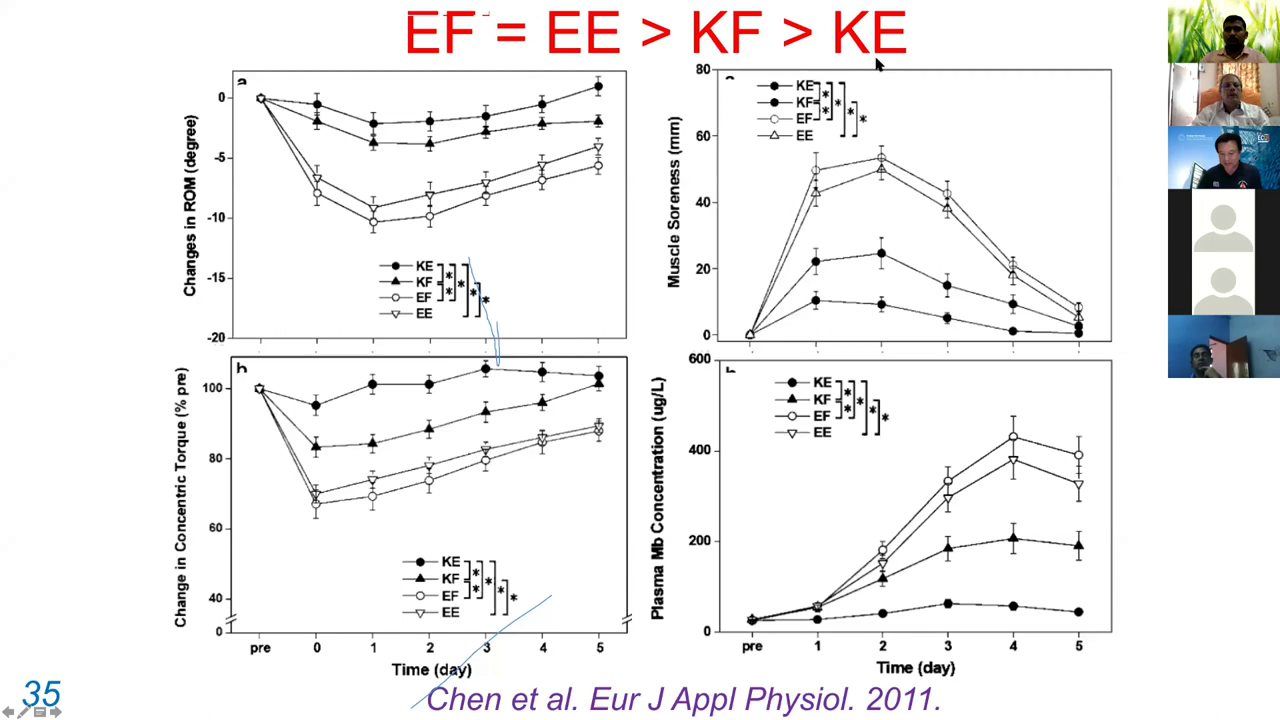 EF = EE > KF > KE
a
0
-5
-10
-15
-20
Changes in ROM (degree)
KE
KF
EF
EE
80
60
40
20
0
Muscle Soreness (mm)
KE
KF
EF
EE
b
100
80
60
40
0
Change in Concentric Torque (% pre)
KE
KF
EF
EE
pre 0 1 2 3 4 5
Time (day)
600
400
200
0
Plasma Mb Concentration (ug/L)
KE
KF
EF
EE
pre 1 2 3 4 5
Time (day)
35
Chen et al. Eur J Appl Physiol. 2011.